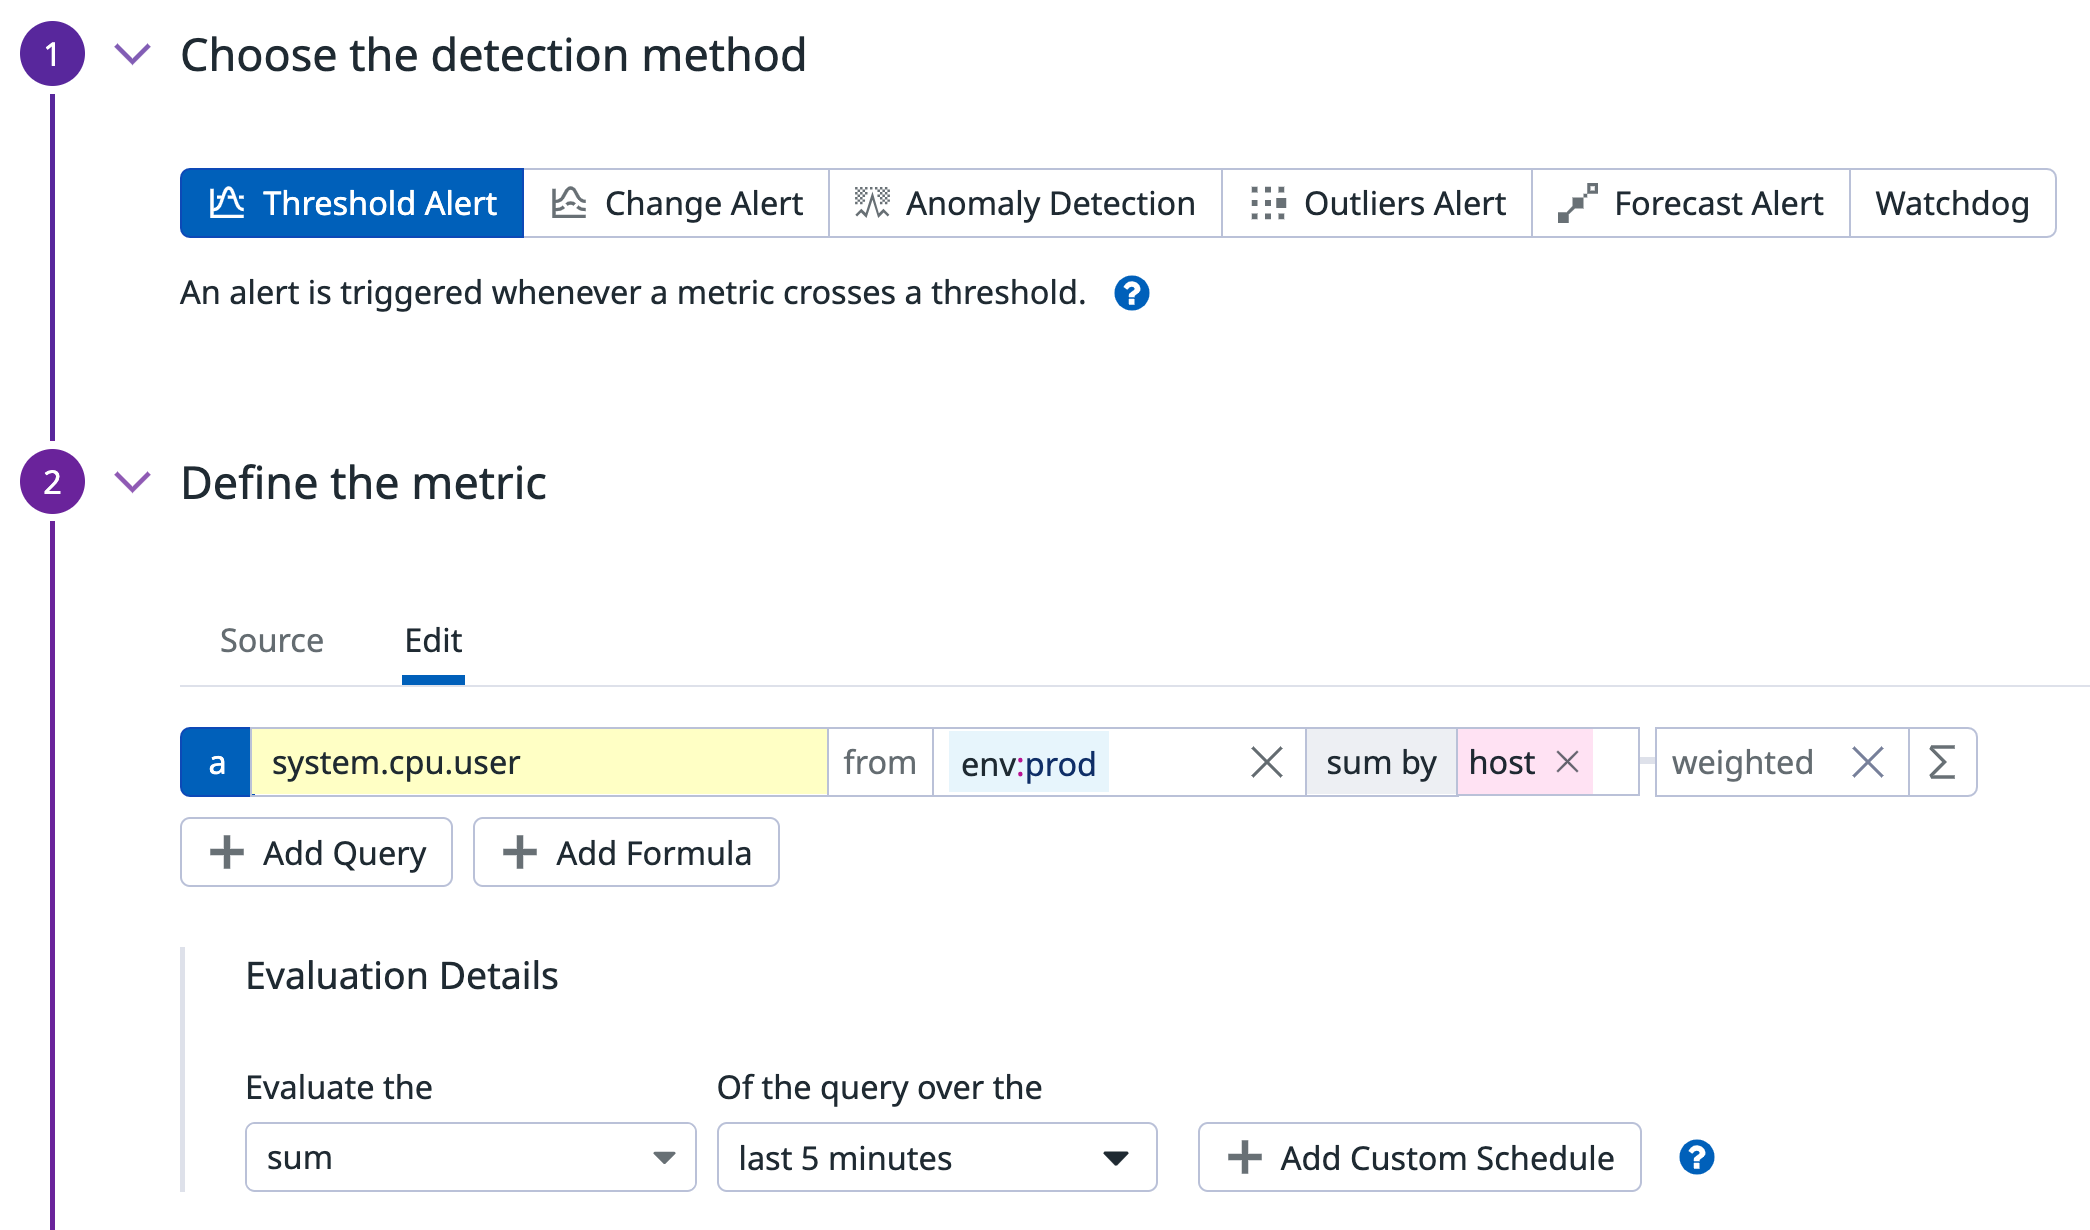 1 Choose the detection method
Threshold Alert Change Alert Anomaly Detection Outliers Alert Forecast Alert Watchdog
An alert is triggered whenever a metric crosses a threshold. ?
2 Define the metric
Source Edit
a system.cpu.user from env:prod sum by host weighted Σ
Add Query Add Formula
Evaluation Details
Evaluate the Of the query over the
sum last 5 minutes Add Custom Schedule ?